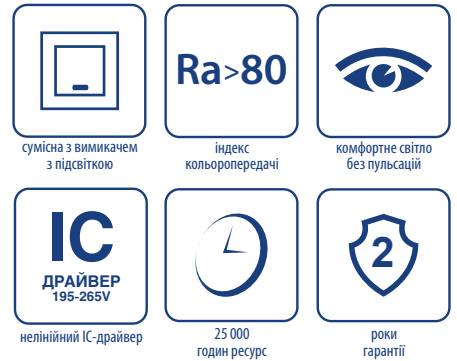 Ra>80
сумісна з вимикачем
з підсвіткою
індекс
кольоропередачі
комфортне світло
без пульсацій
IC
ДРАЙВЕР
195-265V
2
нелінійний IC-драйвер
25 000
годин ресурс
роки
гарантії